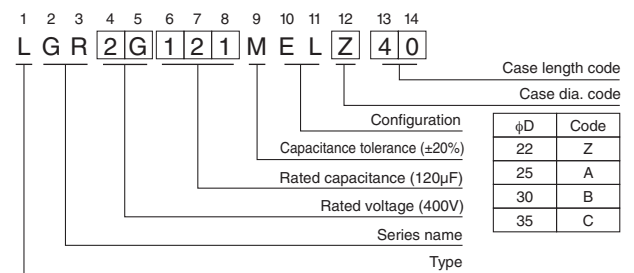 1 2 3 4 5 6 7 8 9 10 11 12 13 14
L G R 2 G 1 2 1 M E L Z 4 0
Case length code
Case dia. code
Configuration
Capacitance tolerance (±20%)
Rated capacitance (120µF)
Rated voltage (400V)
Series name
Type
ϕD Code
22 Z
25 A
30 B
35 C